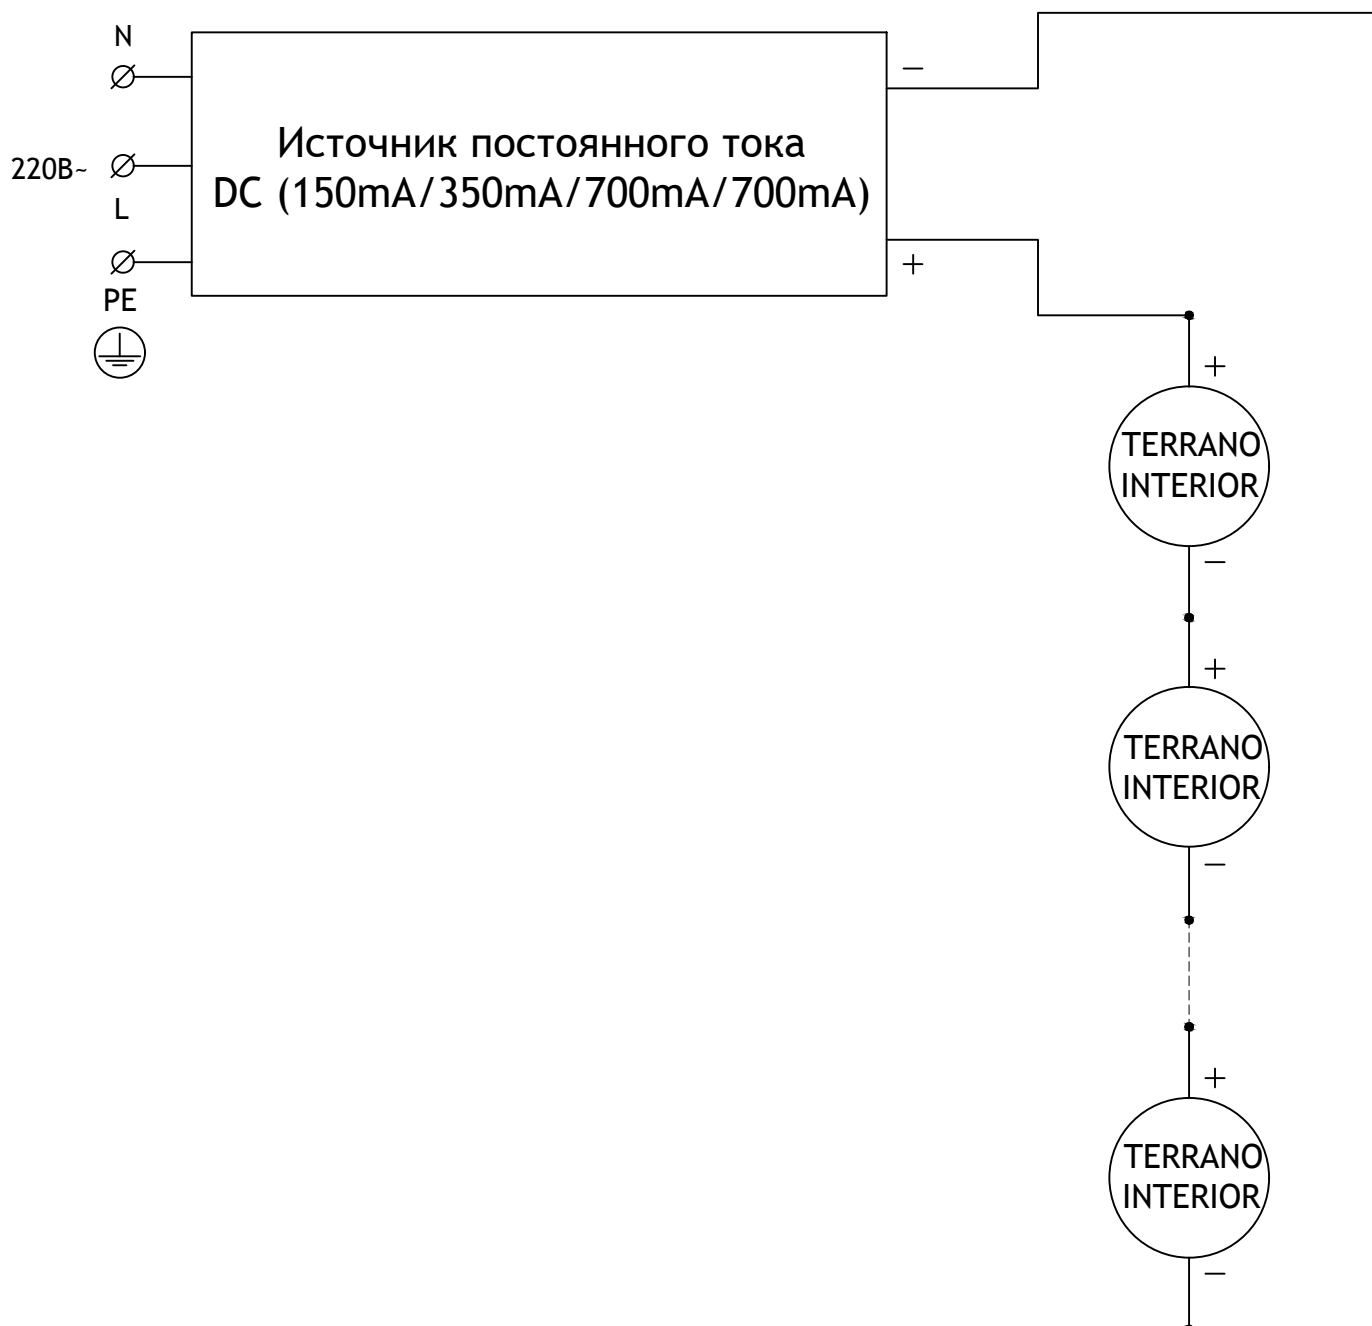 N
220В~
L
PE
Источник постоянного тока
DC (150mA/350mA/700mA/700mA)
−
+
+
TERRANO
INTERIOR
−
+
TERRANO
INTERIOR
−
+
TERRANO
INTERIOR
−